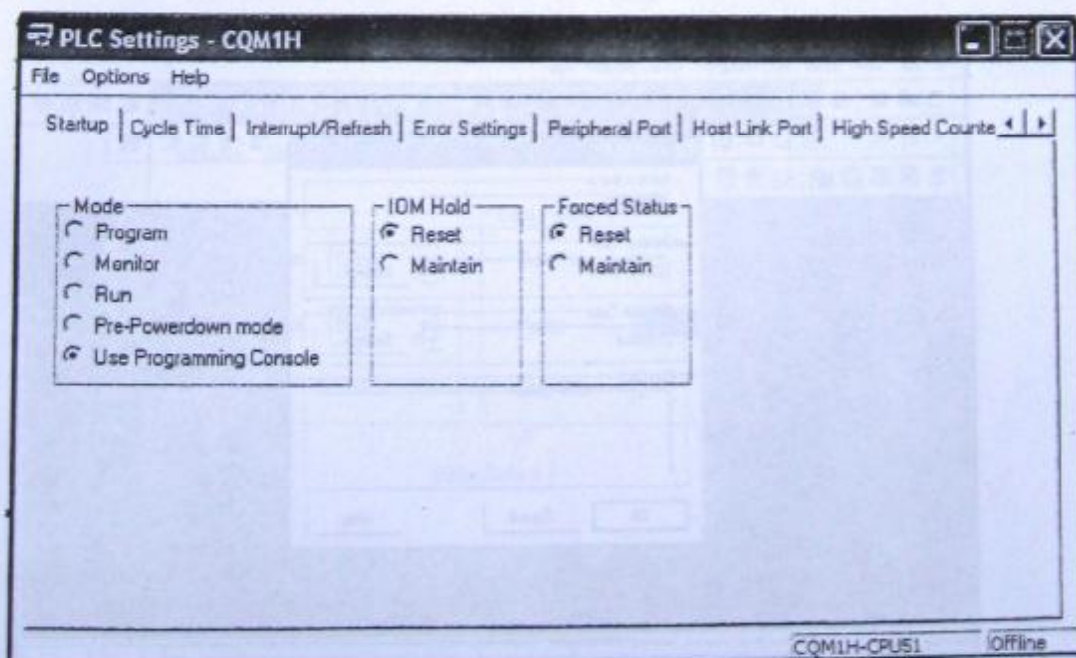 PLC Settings - CQM1H
File Options Help
Startup Cycle Time Interrupt/Refresh Error Settings Peripheral Port Host Link Port High Speed Counte
Mode
Program
Monitor
Run
Pre-Powerdown mode
Use Programming Console
IOM Hold
Reset
Maintain
Forced Status
Reset
Maintain
CQM1H-CPU51 Offline